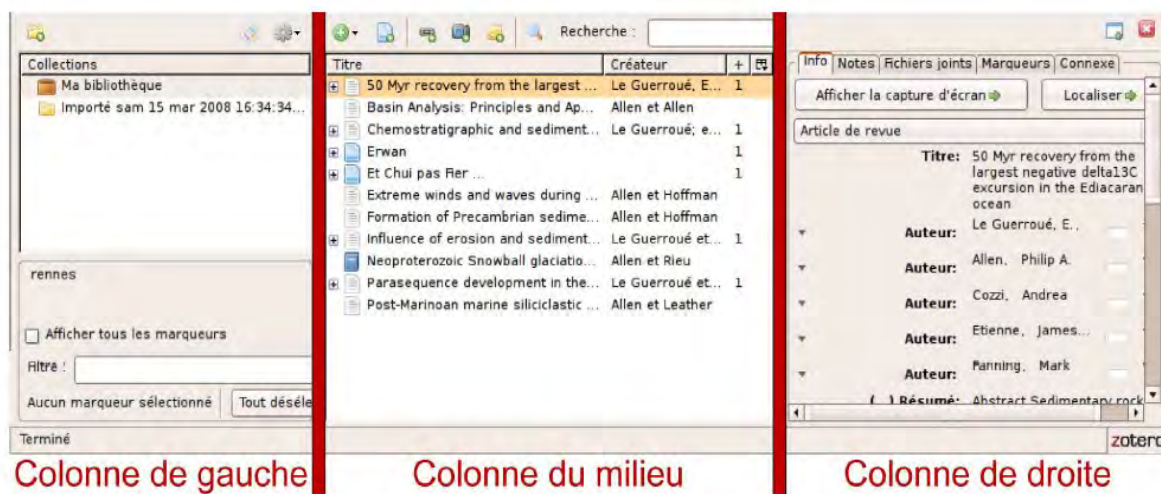 Collections
Ma bibliothèque
Importé sam 15 mar 2008 16:34:34...
rennes
Afficher tous les marqueurs
Filtre :
Aucun marqueur sélectionné
Tout désélé
Terminé
Colonne de gauche
Recherche :
Titre Créateur +
50 Myr recovery from the largest ... Le Guerroué, E... 1
Basin Analysis: Principles and Ap... Allen et Allen
Chemostratigraphic and sediment... Le Guerroué; e... 1
Erwan 1
Et Chui pas Fier ... 1
Extreme winds and waves during ... Allen et Hoffman
Formation of Precambrian sedime... Allen et Hoffman
Influence of erosion and sediment... Le Guerroué et... 1
Neoproterozoic Snowball glaciatio... Allen et Rieu
Parasequence development in the... Le Guerroué et... 1
Post-Marinoan marine siliciclastic ... Allen et Leather
Colonne du milieu
Info Notes Fichiers joints Marqueurs Connexe
Afficher la capture d'écran Localiser
Article de revue
Titre: 50 Myr recovery from the
largest negative delta13C
excursion in the Ediacaran
ocean
Auteur: Le Guerroué, E.,
Auteur: Allen, Philip A.
Auteur: Cozzi, Andrea
Auteur: Etienne, James...
Auteur: Fanning, Mark
(...) Résumé: Abstract Sedimentary rock
zotero
Colonne de droite